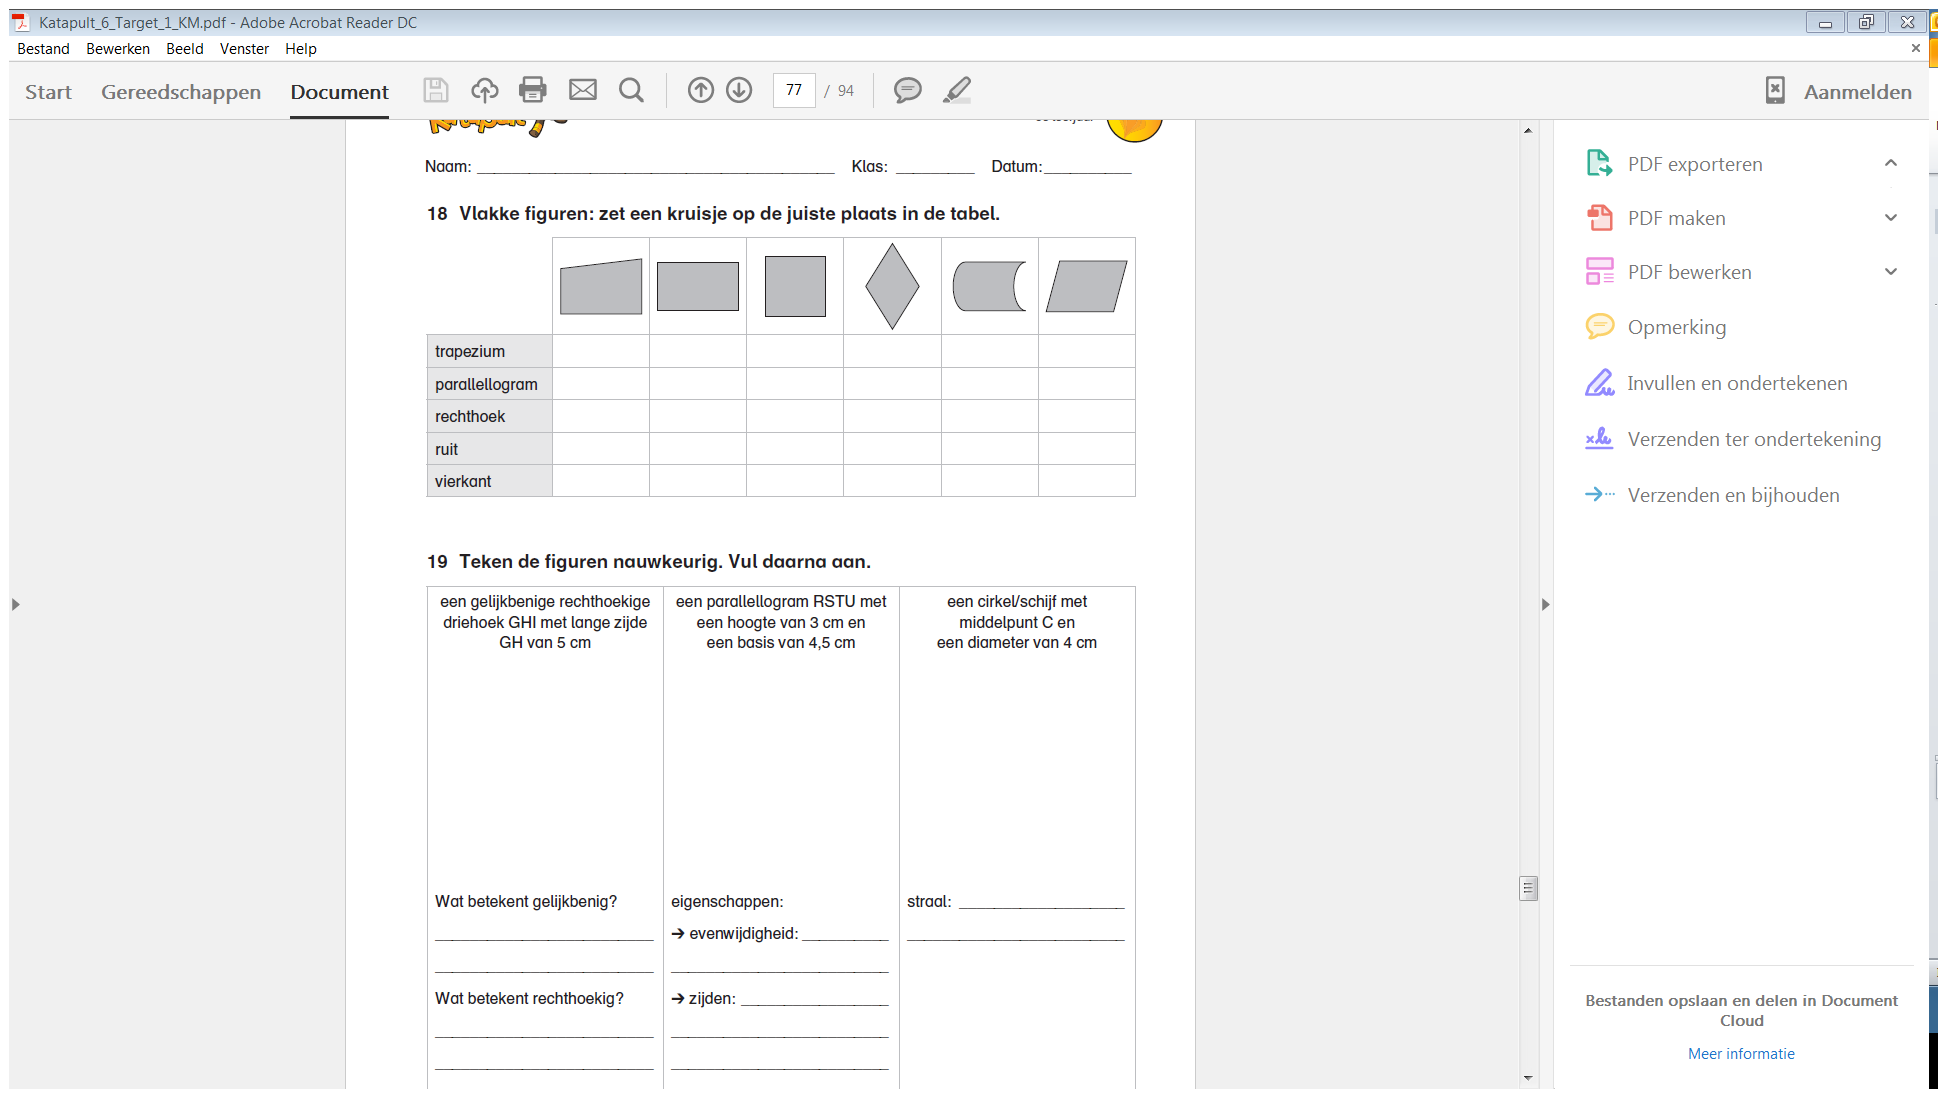 Katapult_6_Target_1_KM.pdf - Adobe Acrobat Reader DC
Bestand Bewerken Beeld Venster Help
Start Gereedschappen Document 77 / 94 Aanmelden
Naam: Klas: Datum:
18 Vlakke figuren: zet een kruisje op de juiste plaats in de tabel.
trapezium
parallellogram
rechthoek
ruit
vierkant
19 Teken de figuren nauwkeurig. Vul daarna aan.
een gelijkbenige rechthoekige
driehoek GHI met lange zijde
GH van 5 cm
een parallellogram RSTU met
een hoogte van 3 cm en
een basis van 4,5 cm
een cirkel/schijf met
middelpunt C en
een diameter van 4 cm
Wat betekent gelijkbenig?
Wat betekent rechthoekig?
eigenschappen:
➔ evenwijdigheid:
➔ zijden:
straal:
PDF exporteren
PDF maken
PDF bewerken
Opmerking
Invullen en ondertekenen
Verzenden ter ondertekening
Verzenden en bijhouden
Bestanden opslaan en delen in Document
Cloud
Meer informatie